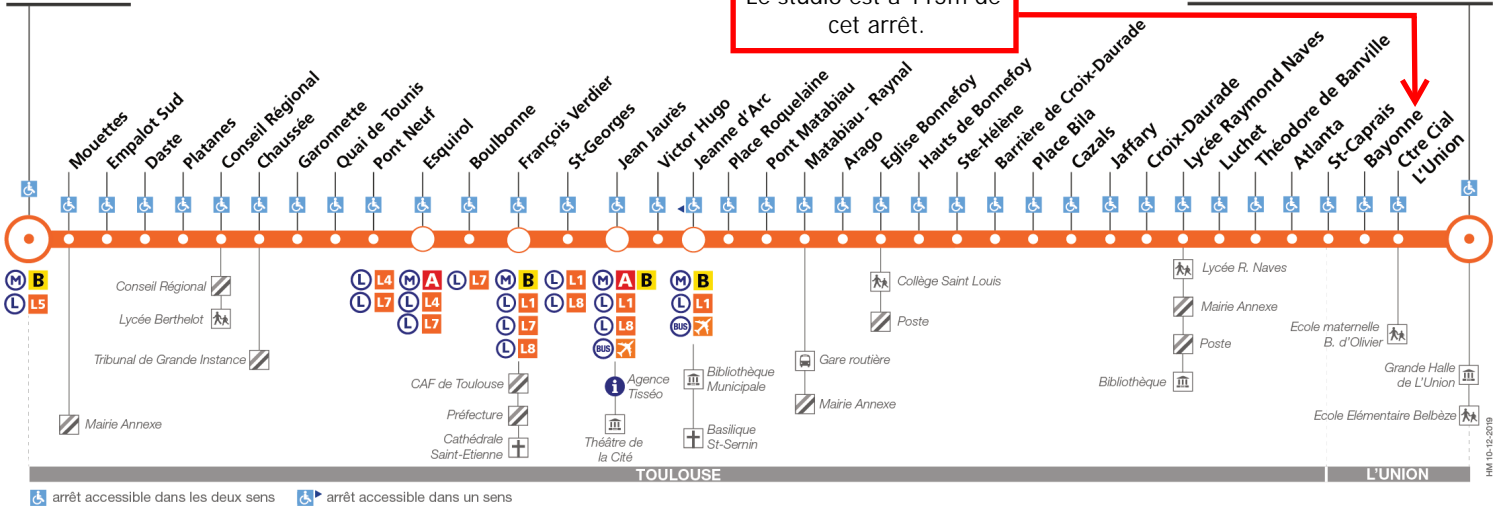 cet arrêt.
Mouettes
Empalot Sud
Daste
Platanes
Conseil Régional
Chaussée
Garonnette
Quai de Tounis
Pont Neuf
Esquirol
Boulbonne
François Verdier
St-Georges
Jean Jaurès
Victor Hugo
Jeanne d'Arc
Place Roquelaine
Pont Matabiau
Matabiau - Raynal
Arago
Eglise Bonnefoy
Hauts de Bonnefoy
Ste-Hélène
Barrière de Croix-Daurade
Place Bila
Cazals
Jaffary
Croix-Daurade
Lycée Raymond Naves
Luchet
Théodore de Banville
Atlanta
St-Caprais
Bayonne
Ctre Cial
L'Union
M B
L L5
Conseil Régional
Lycée Berthelot
Tribunal de Grande Instance
Mairie Annexe
L L4
L L7
M A
L L4
L L7
L L7
M B
L L1
L L7
L L8
CAF de Toulouse
Préfecture
Cathédrale
Saint-Etienne
L L1
L L8
M A B
L L1
L L8
BUS
i Agence
Tisséo
Théâtre de
la Cité
M B
L L1
BUS
Bibliothèque
Municipale
Basilique
St-Sernin
Gare routière
Mairie Annexe
Collège Saint Louis
Poste
Lycée R. Naves
Mairie Annexe
Poste
Bibliothèque
Ecole maternelle
B. d'Olivier
Grande Halle
de L'Union
Ecole Elémentaire Belbèze
HM 10-12-2019
TOULOUSE
L'UNION
arrêt accessible dans les deux sens
arrêt accessible dans un sens